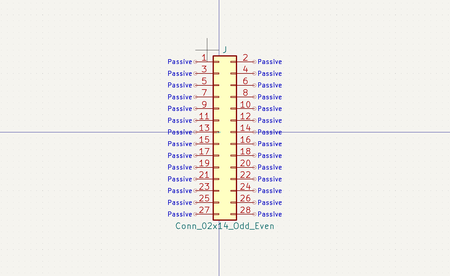 J
Passive 1 2 Passive
Passive 3 4 Passive
Passive 5 6 Passive
Passive 7 8 Passive
Passive 9 10 Passive
Passive 11 12 Passive
Passive 13 14 Passive
Passive 15 16 Passive
Passive 17 18 Passive
Passive 19 20 Passive
Passive 21 22 Passive
Passive 23 24 Passive
Passive 25 26 Passive
Passive 27 28 Passive
Conn_02x14_Odd_Even